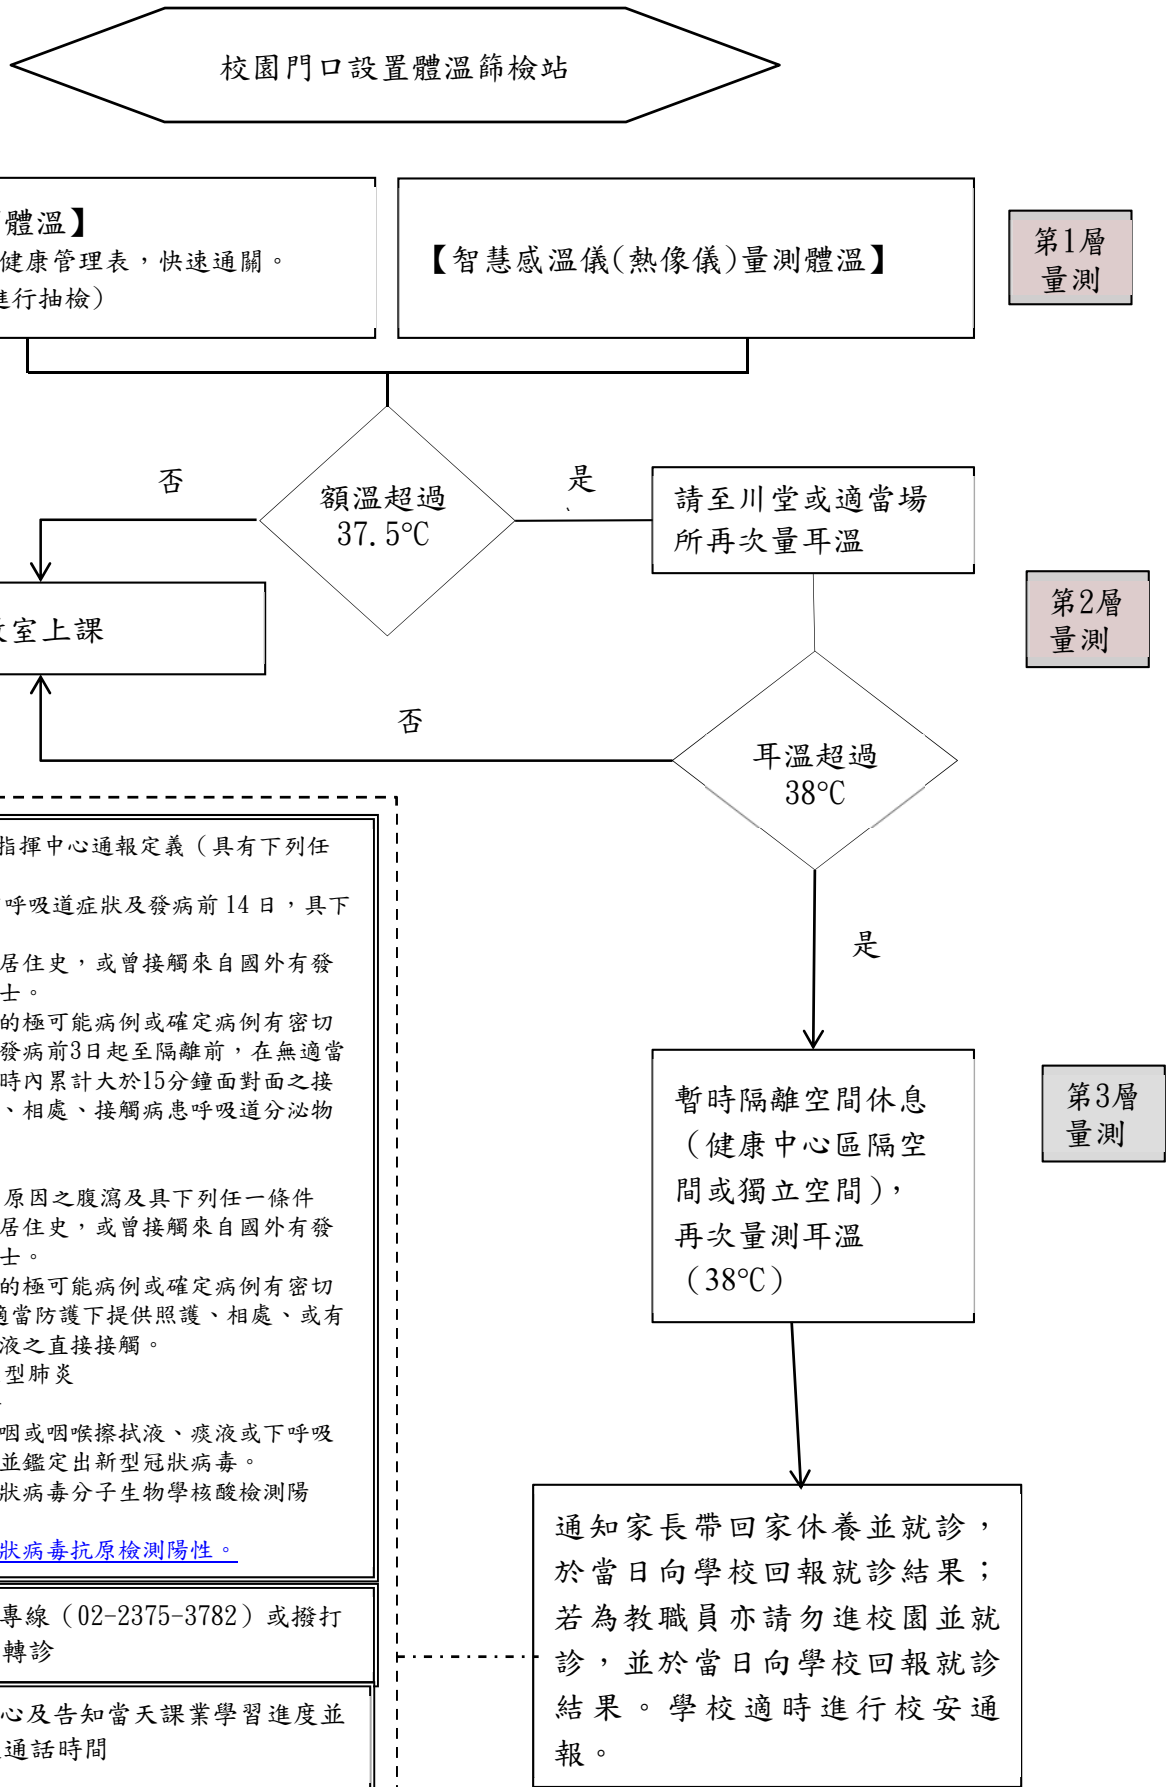 校園門口設置體溫篩檢站
體溫】
健康管理表，快速通關。
進行抽檢）
【智慧感溫儀(熱像儀)量測體溫】
第1層
量測
否
額溫超過
37.5°C
是
請至川堂或適當場
所再次量耳溫
教室上課
第2層
量測
否
耳溫超過
38°C
指揮中心通報定義（具有下列任
呼吸道症狀及發病前 14 日，具下
居住史，或曾接觸來自國外有發
士。
的極可能病例或確定病例有密切
發病前3日起至隔離前，在無適當
時內累計大於15分鐘面對面之接
、相處、接觸病患呼吸道分泌物
原因之腹瀉及具下列任一條件
居住史，或曾接觸來自國外有發
士。
的極可能病例或確定病例有密切
適當防護下提供照護、相處、或有
液之直接接觸。
型肺炎
咽或咽喉擦拭液、痰液或下呼吸
並鑑定出新型冠狀病毒。
狀病毒分子生物學核酸檢測陽
狀病毒抗原檢測陽性。
是
暫時隔離空間休息
（健康中心區隔空
間或獨立空間），
再次量測耳溫
（38°C）
第3層
量測
專線（02-2375-3782）或撥打
轉診
心及告知當天課業學習進度並
通話時間
通知家長帶回家休養並就診，
於當日向學校回報就診結果；
若為教職員亦請勿進校園並就
診，並於當日向學校回報就診
結果。學校適時進行校安通
報。